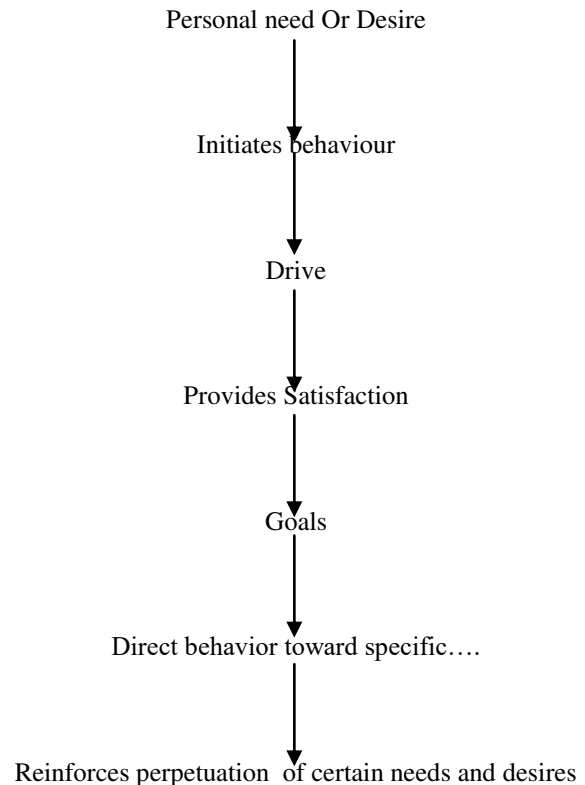 Personal need Or Desire
Initiates behaviour
Drive
Provides Satisfaction
Goals
Direct behavior toward specific….
Reinforces perpetuation of certain needs and desires